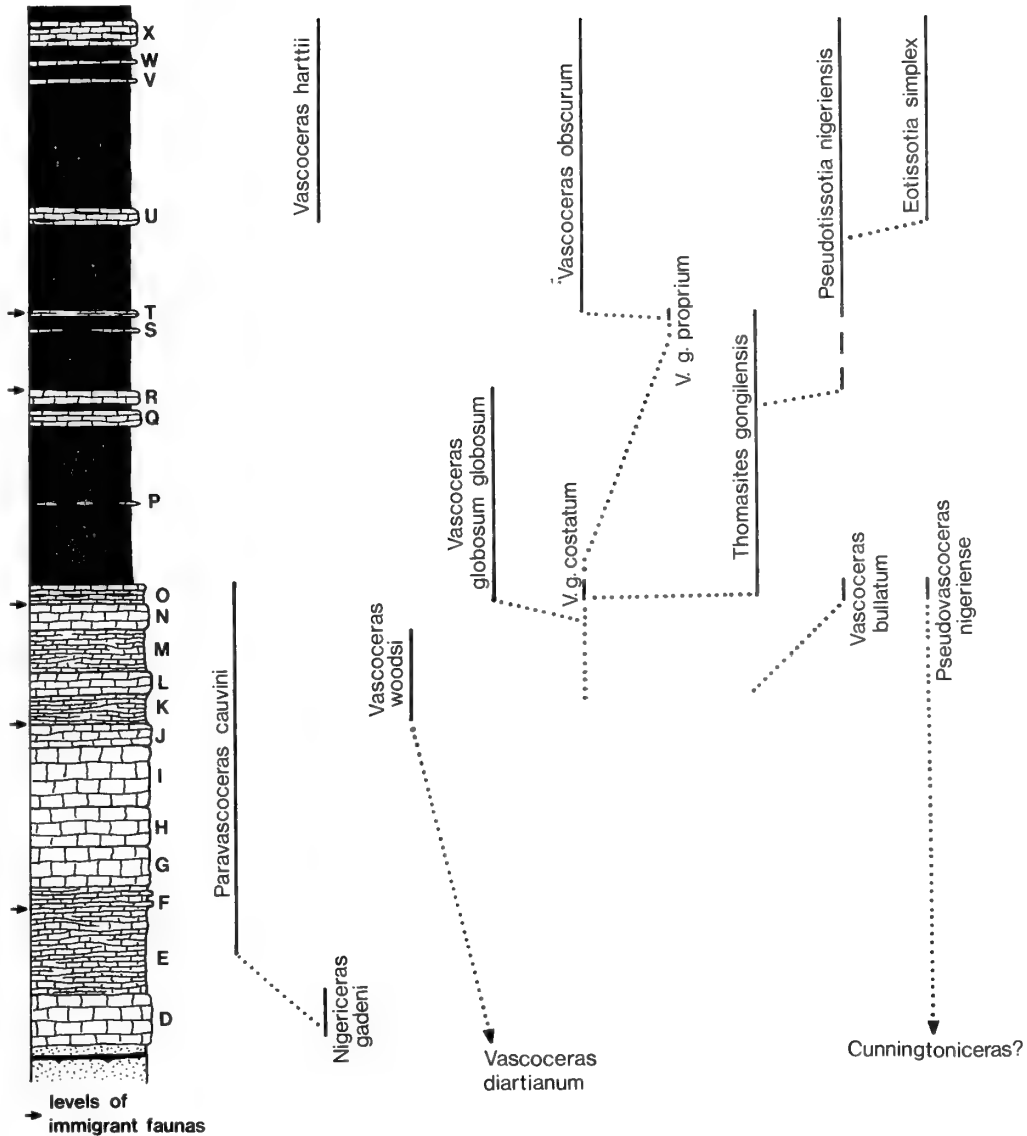 X
W
V
U
T
S
R
Q
P
O
N
M
L
K
J
I
H
G
F
E
D
levels of
immigrant faunas
Paravascoceras cauvini
Vascoceras harttii
Nigericeras
gadeni
Vascoceras
woodsi
Vascoceras
globosum globosum
Vascoceras
diartianum
"Vascoceras obscurum
V.g.costatum
V. g. proprium
Thomasites gongilensis
Pseudotissotia nigeriensis
Vascoceras
bullatum
Eotissotia simplex
Pseudovascoceras
nigeriense
Cunningtoniceras?